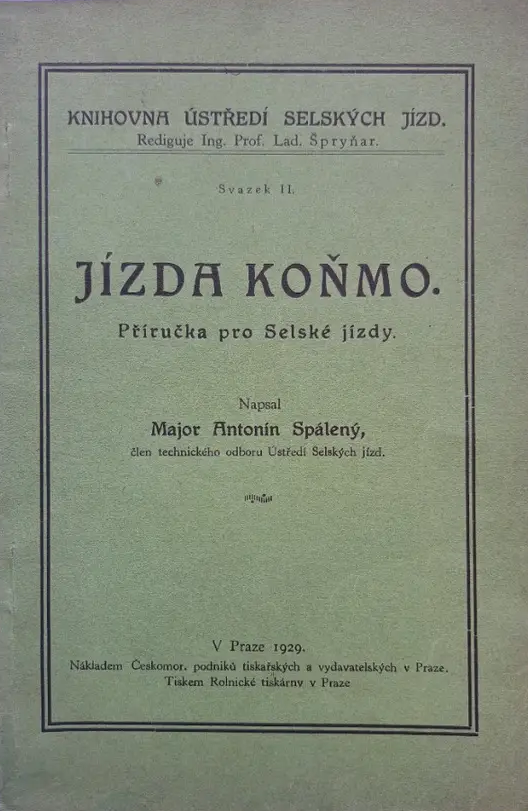 KNIHOVNA ÚSTŘEDÍ SELSKÝCH JÍZD.
Rediguje Ing. Prof. Lad. Špryňar.
Svazek II.
JÍZDA KOŇMO.
Příručka pro Selské jízdy.
Napsal
Major Antonín Spálený,
člen technického odboru Ústředí Selských jízd.
V Praze 1929.
Nákladem Českomor. podniků tiskařských a vydavatelských v Praze.
Tiskem Rolnické tiskárny v Praze